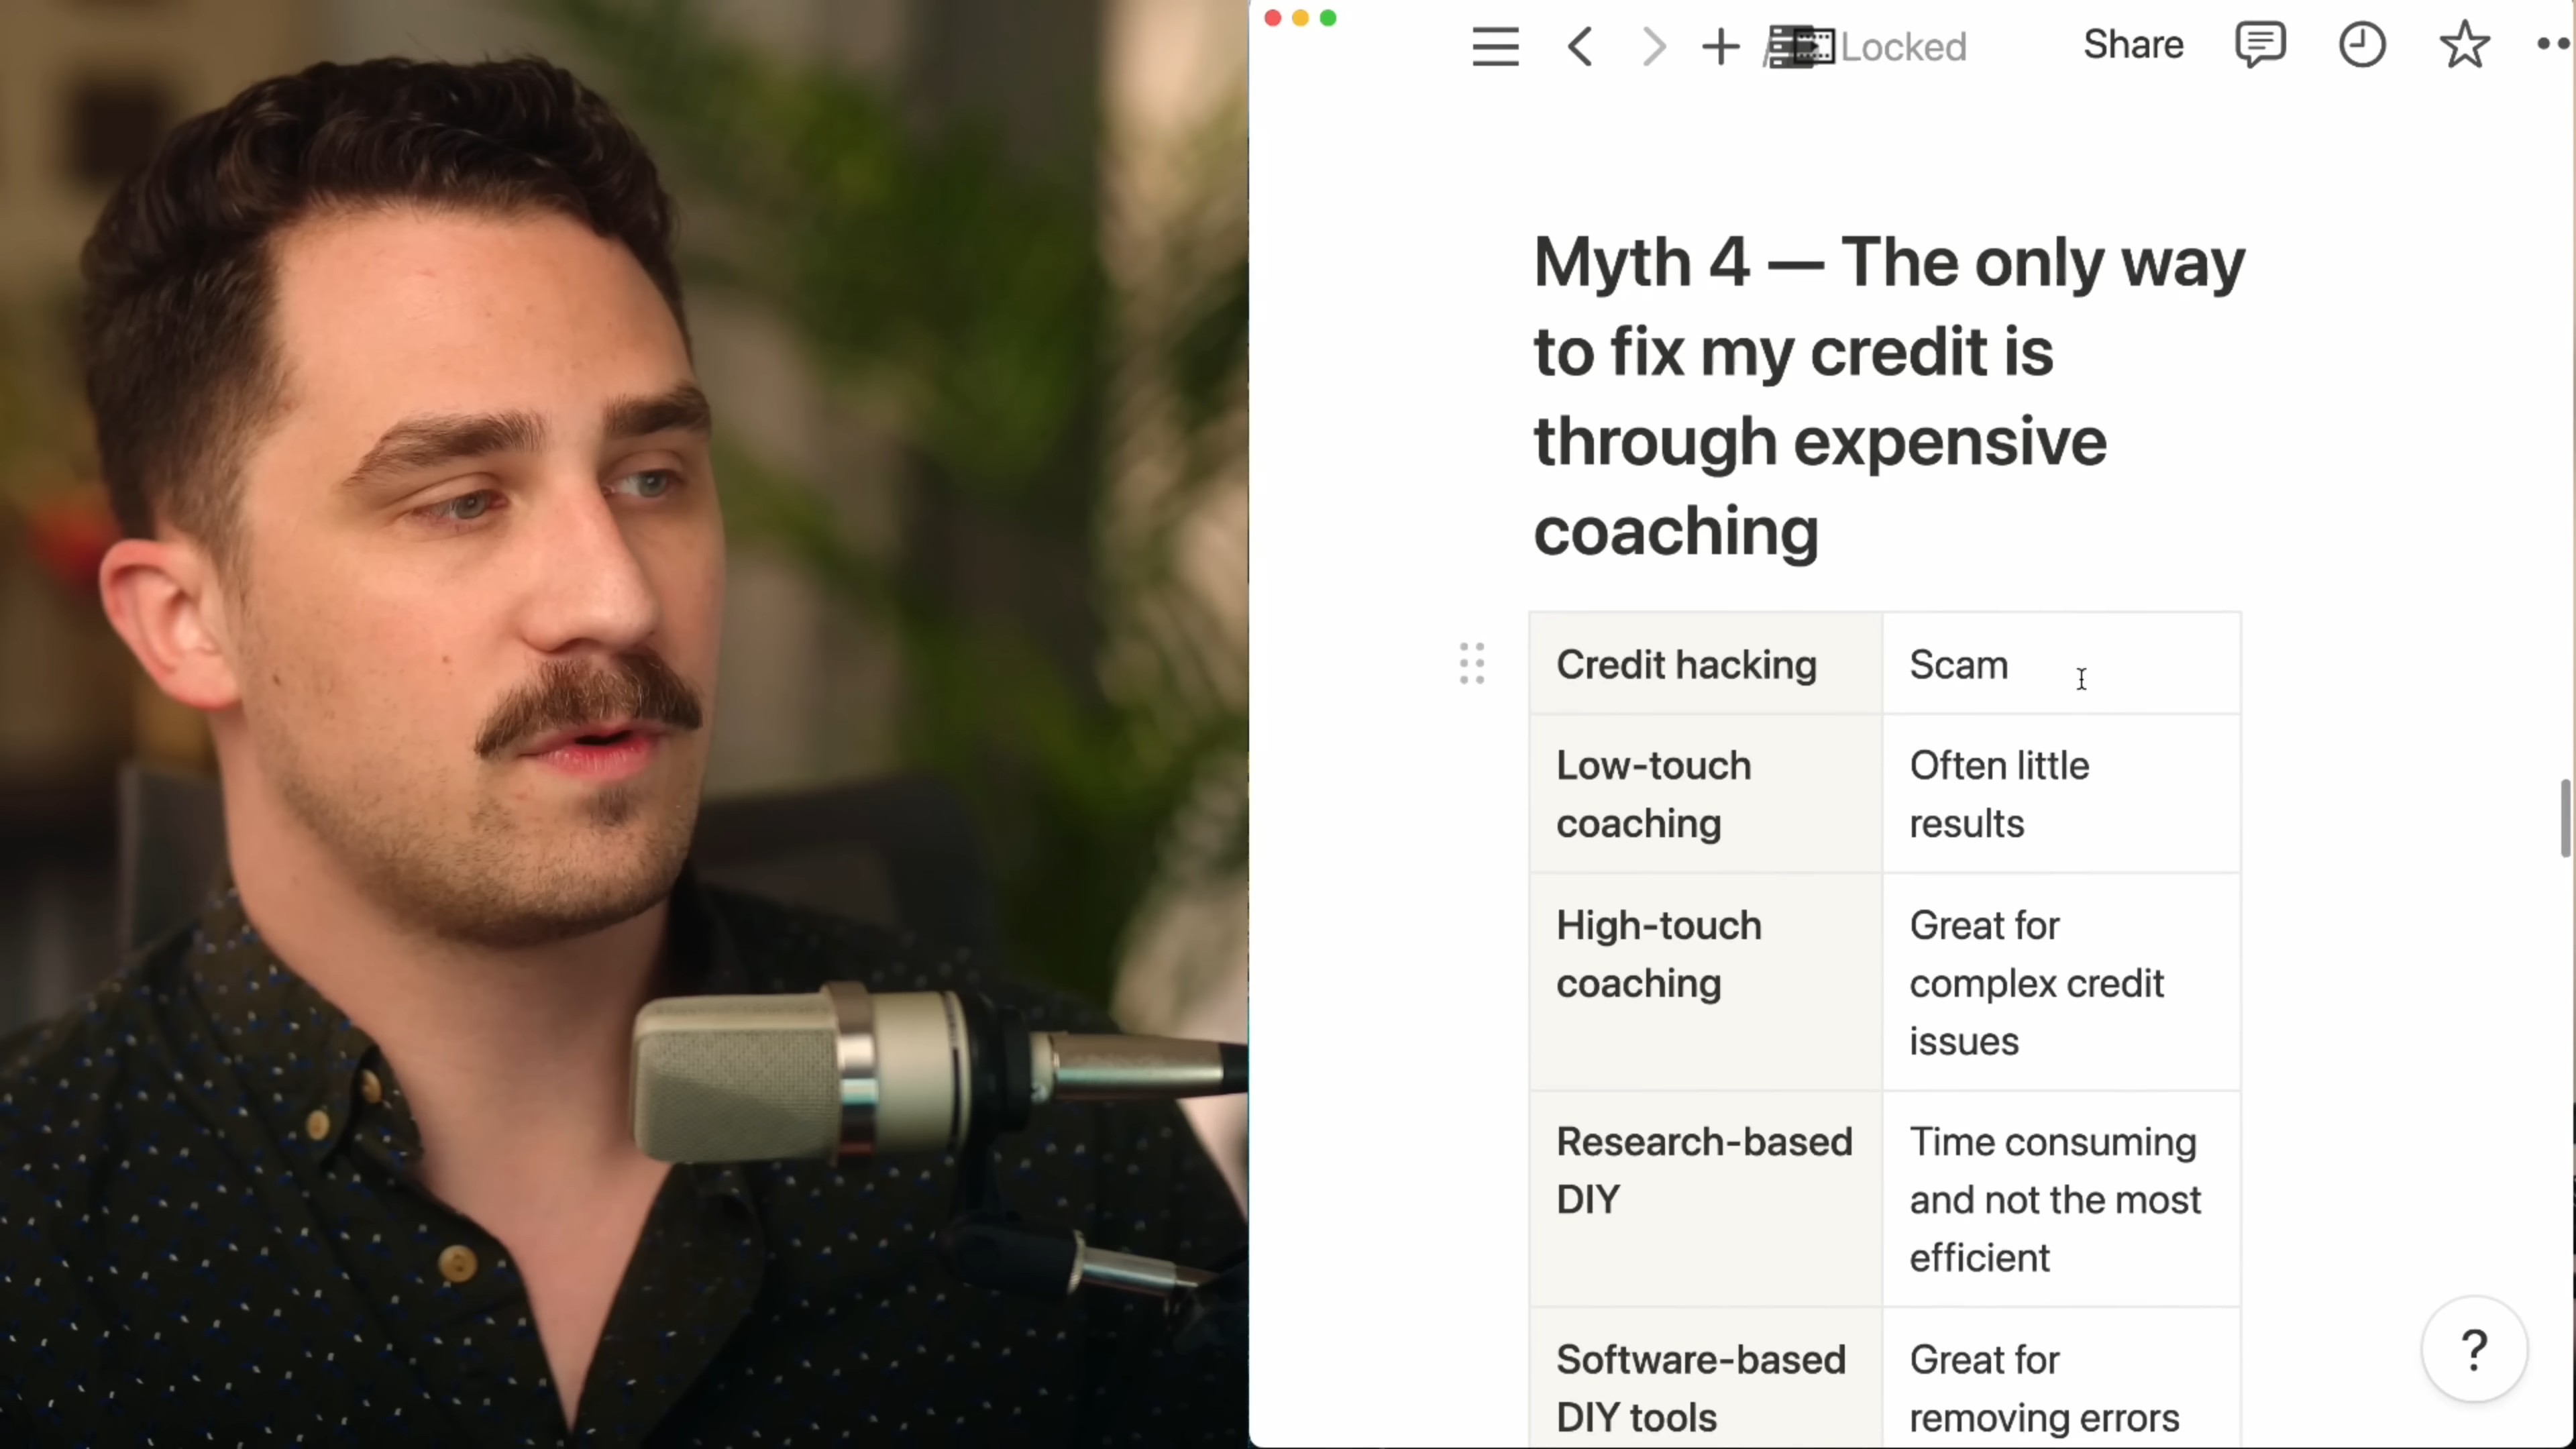 Locked
Share
Myth 4 — The only way
to fix my credit is
through expensive
coaching
Credit hacking
Scam
Low-touch
coaching
Often little
results
High-touch
coaching
Great for
complex credit
issues
Research-based
DIY
Time consuming
and not the most
efficient
Software-based
DIY tools
Great for
removing errors
?